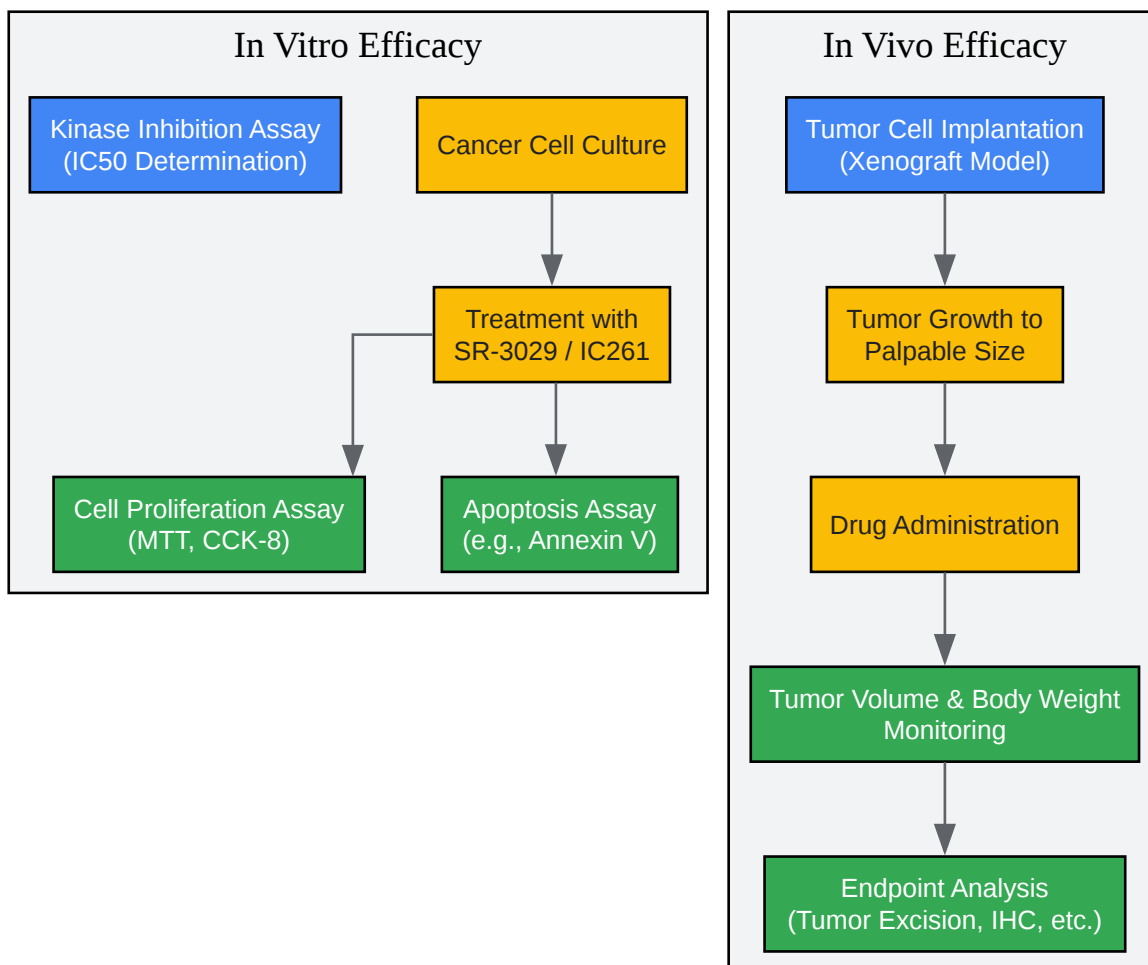 In Vitro Efficacy
Kinase Inhibition Assay
(IC50 Determination)
Cancer Cell Culture
Treatment with
SR-3029 / IC261
Cell Proliferation Assay
(MTT, CCK-8)
Apoptosis Assay
(e.g., Annexin V)
In Vivo Efficacy
Tumor Cell Implantation
(Xenograft Model)
Tumor Growth to
Palpable Size
Drug Administration
Tumor Volume & Body Weight
Monitoring
Endpoint Analysis
(Tumor Excision, IHC, etc.)